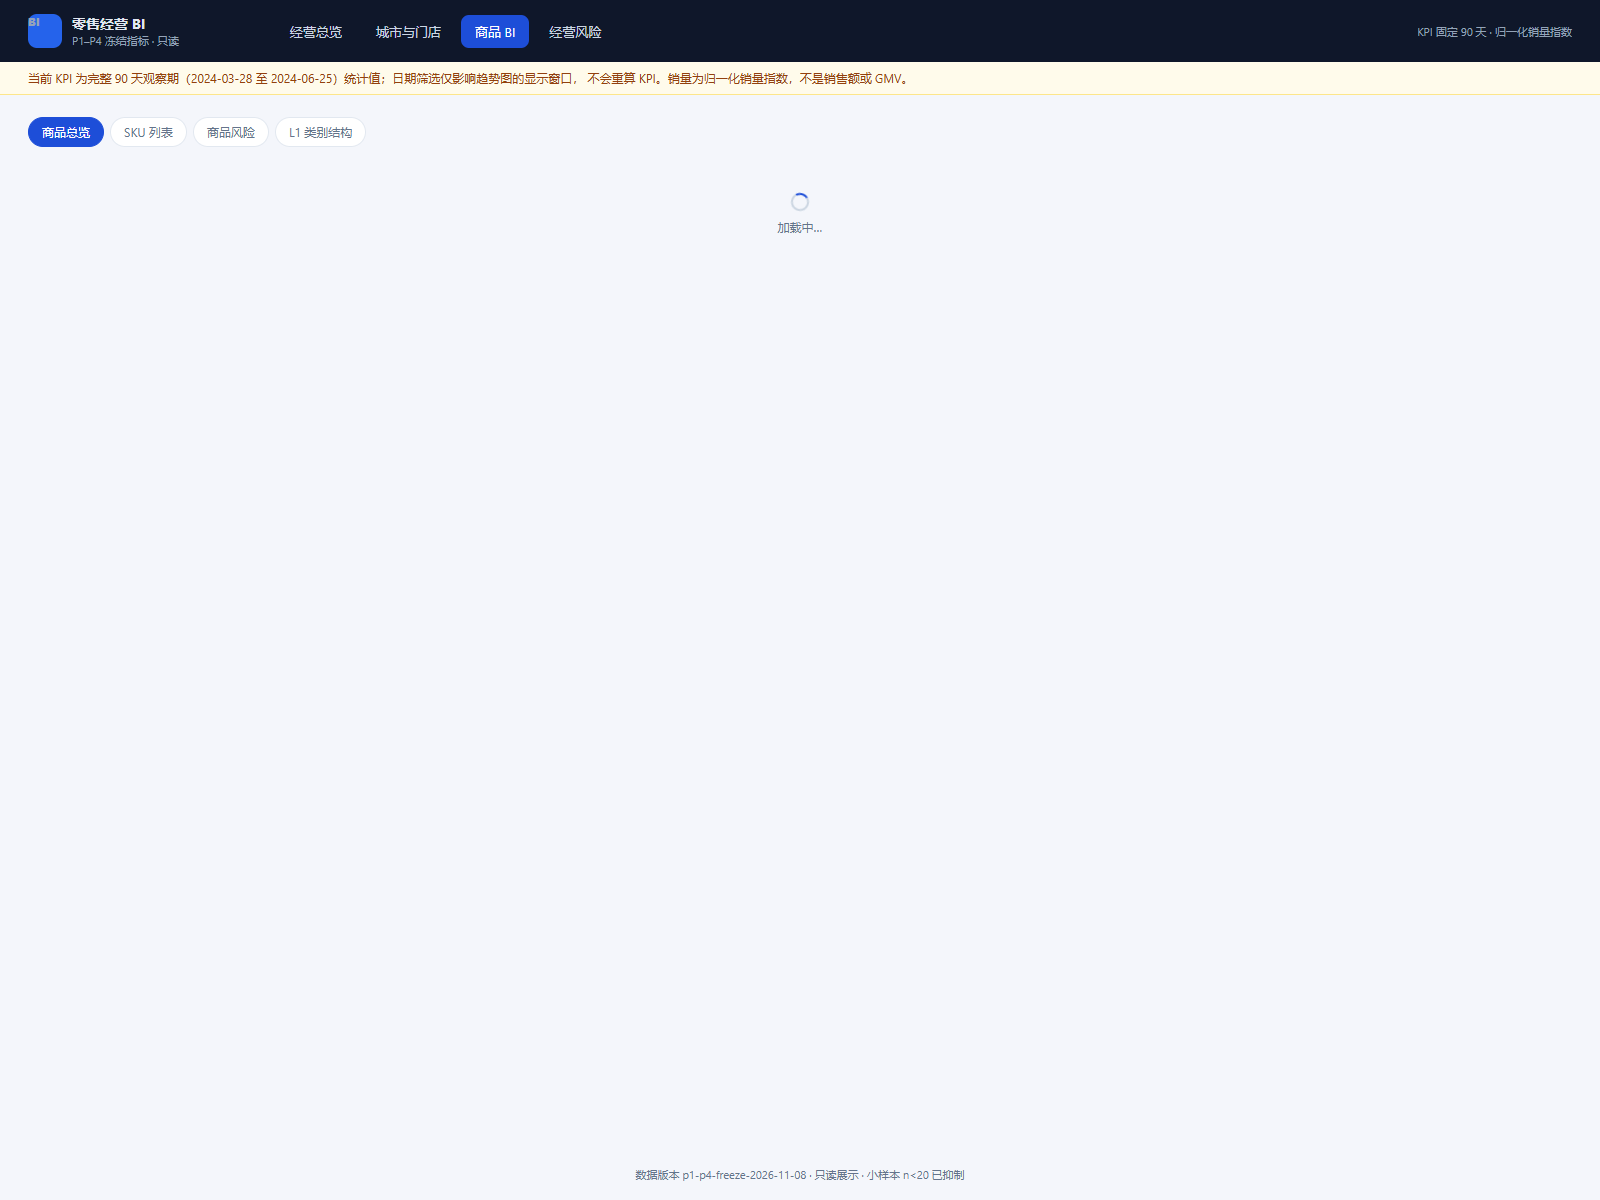 BI
零售经营 BI
P1–P4 冻结指标 · 只读
经营总览
城市与门店
商品 BI
经营风险
KPI 固定 90 天 · 归一化销量指数
当前 KPI 为完整 90 天观察期（2024-03-28 至 2024-06-25）统计值；日期筛选仅影响趋势图的显示窗口， 不会重算 KPI。销量为归一化销量指数，不是销售额或 GMV。
商品总览
SKU 列表
商品风险
L1 类别结构
加载中...
数据版本 p1-p4-freeze-2026-11-08 · 只读展示 · 小样本 n<20 已抑制